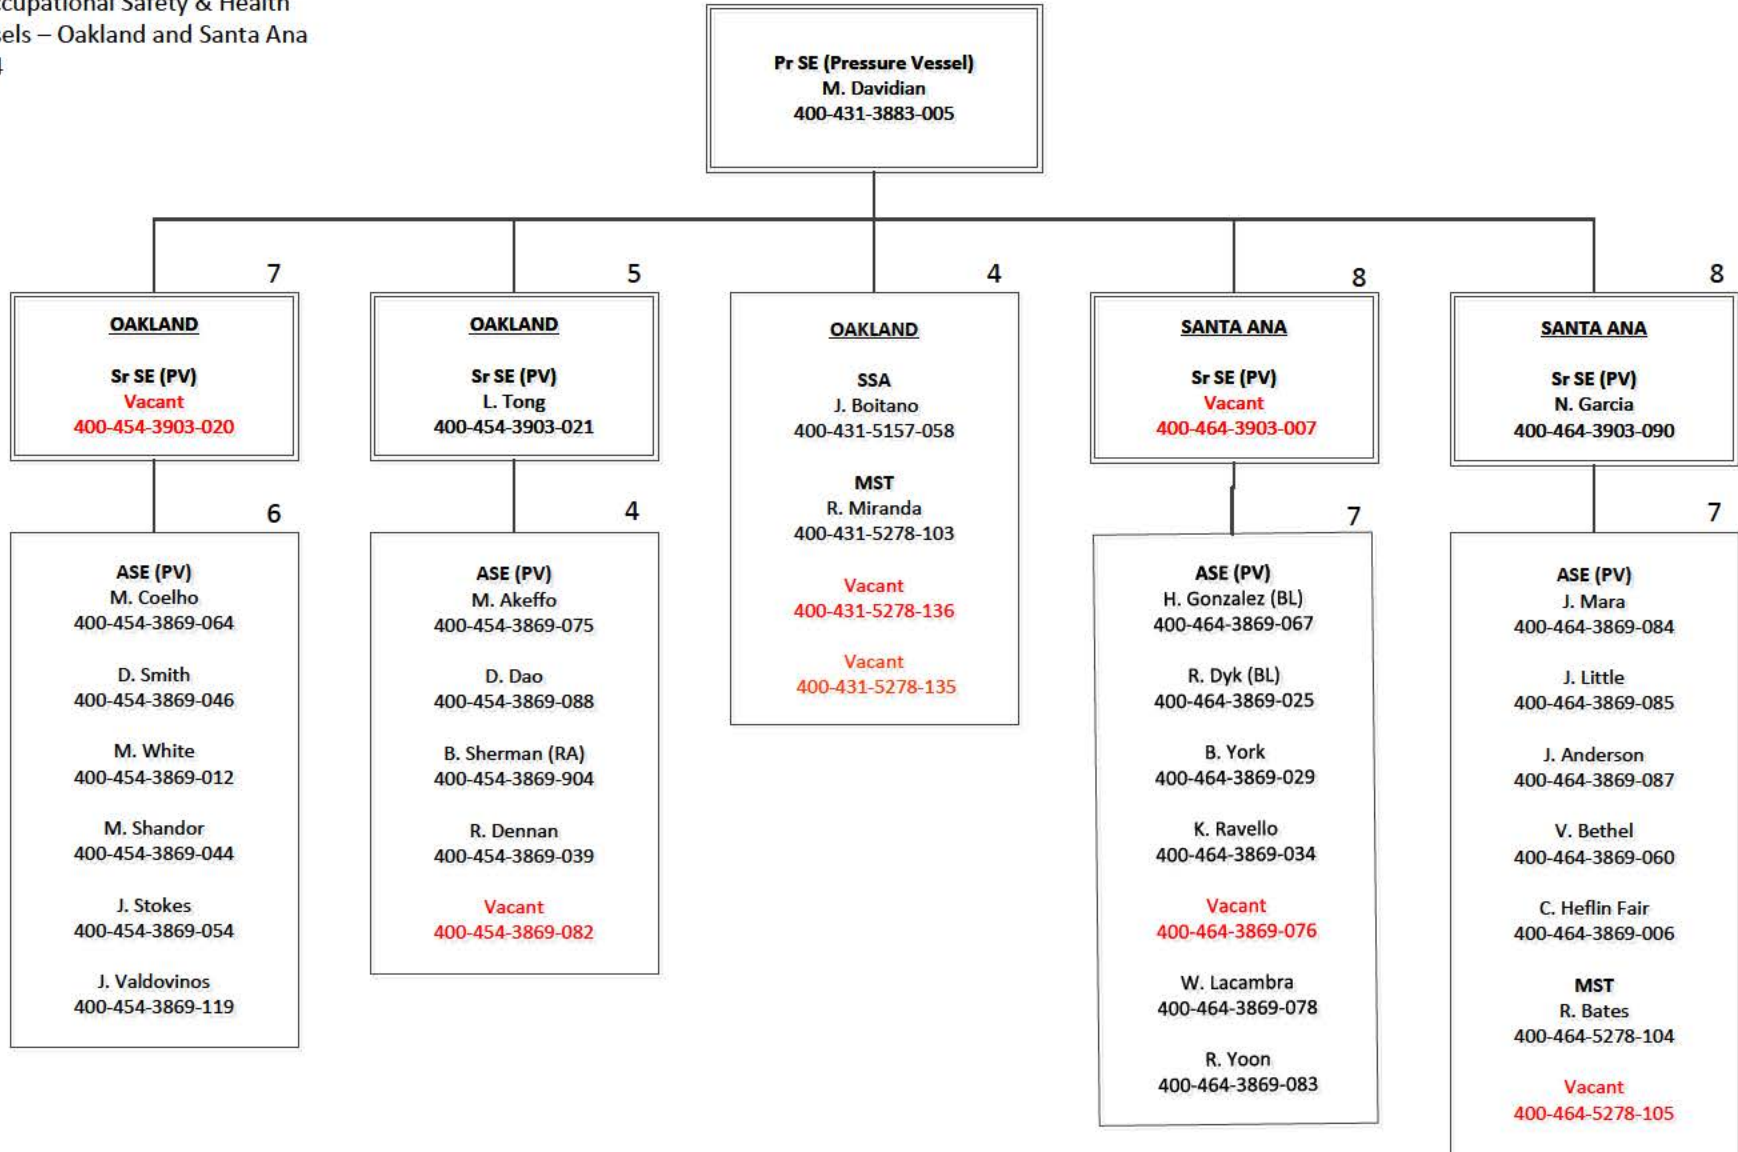 Safety & Health
– Oakland and Santa Ana
Pr SE (Pressure Vessel)
M. Davidian
400-431-3883-005
7
OAKLAND
Sr SE (PV)
Vacant
400-454-3903-020
6
ASE (PV)
M. Coelho
400-454-3869-064
D. Smith
400-454-3869-046
M. White
400-454-3869-012
M. Shandor
400-454-3869-044
J. Stokes
400-454-3869-054
J. Valdovinos
400-454-3869-119
5
OAKLAND
Sr SE (PV)
L. Tong
400-454-3903-021
4
ASE (PV)
M. Akeffo
400-454-3869-075
D. Dao
400-454-3869-088
B. Sherman (RA)
400-454-3869-904
R. Dennan
400-454-3869-039
Vacant
400-454-3869-082
4
OAKLAND
SSA
J. Boitano
400-431-5157-058
MST
R. Miranda
400-431-5278-103
Vacant
400-431-5278-136
Vacant
400-431-5278-135
8
SANTA ANA
Sr SE (PV)
Vacant
400-464-3903-007
7
ASE (PV)
H. Gonzalez (BL)
400-464-3869-067
R. Dyk (BL)
400-464-3869-025
B. York
400-464-3869-029
K. Ravello
400-464-3869-034
Vacant
400-464-3869-076
W. Lacambra
400-464-3869-078
R. Yoon
400-464-3869-083
8
SANTA ANA
Sr SE (PV)
N. Garcia
400-464-3903-090
7
ASE (PV)
J. Mara
400-464-3869-084
J. Little
400-464-3869-085
J. Anderson
400-464-3869-087
V. Bethel
400-464-3869-060
C. Heflin Fair
400-464-3869-006
MST
R. Bates
400-464-5278-104
Vacant
400-464-5278-105